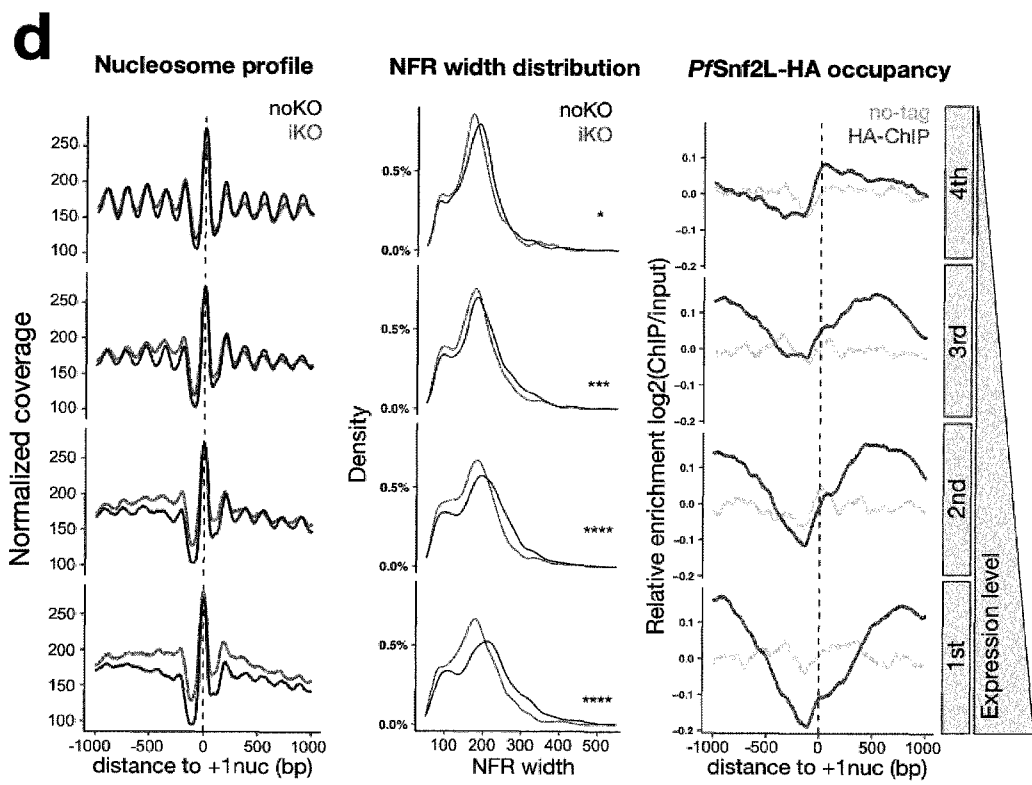 d
Nucleosome profile
NFR width distribution
PfSnf2L-HA occupancy
noKO
iKO
noKO
iKO
no-tag
HA-ChIP
Normalized coverage
250
200
150
100
250
200
150
100
250
200
150
100
250
200
150
100
-1000
-500
0
500
1000
distance to +1nuc (bp)
Density
0.5%
0.0%
*
0.5%
0.0%
***
0.5%
0.0%
****
0.5%
0.0%
****
100
200
300
400
500
NFR width
Relative enrichment log2(ChIP/input)
0.1
0.0
-0.1
-0.2
0.1
0.0
-0.1
-0.2
0.1
0.0
-0.1
-0.2
0.1
0.0
-0.1
-0.2
-1000
-500
0
500
1000
distance to +1nuc (bp)
4th
3rd
2nd
1st
Expression level